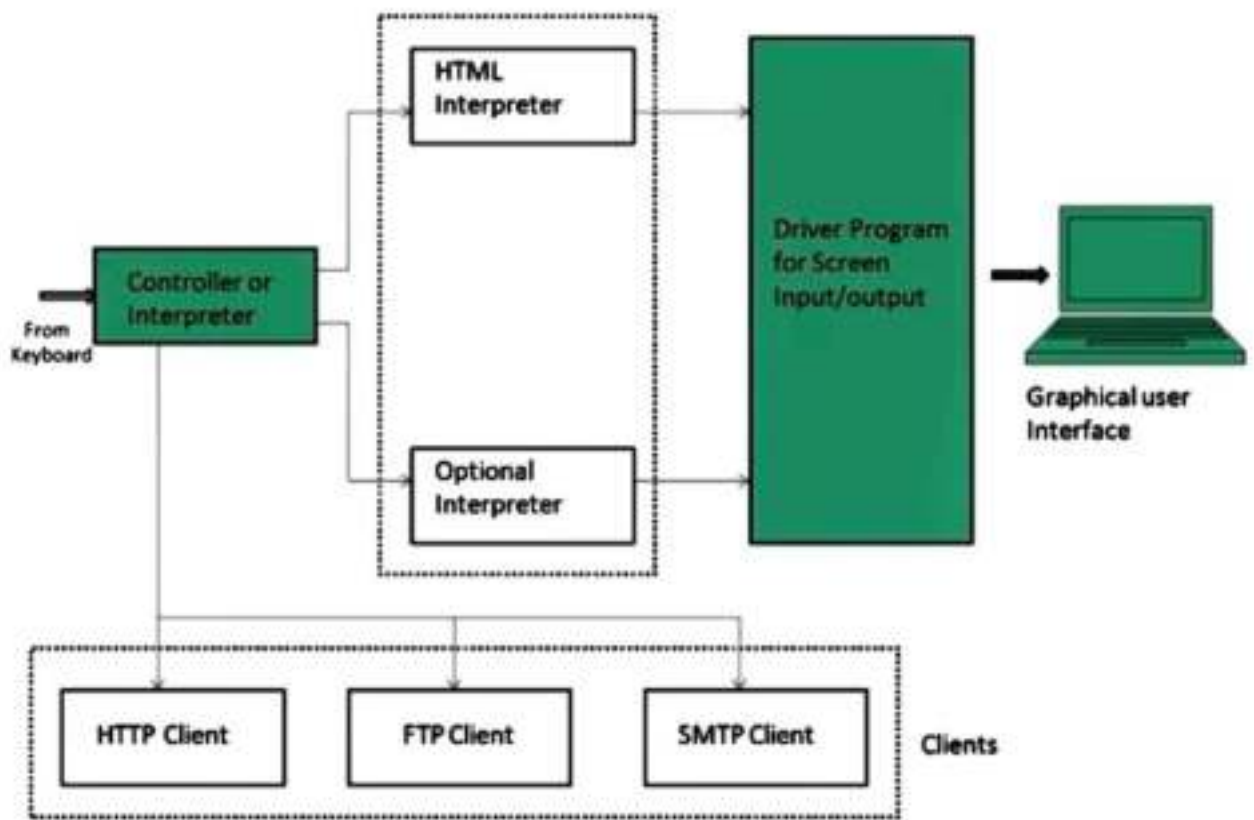 HTML
Interpreter
Driver Program
for Screen
Input/output
Controller or
Interpreter
From
Keyboard
Graphical user
Interface
Optional
Interpreter
HTTP Client
FTP Client
SMTP Client
Clients